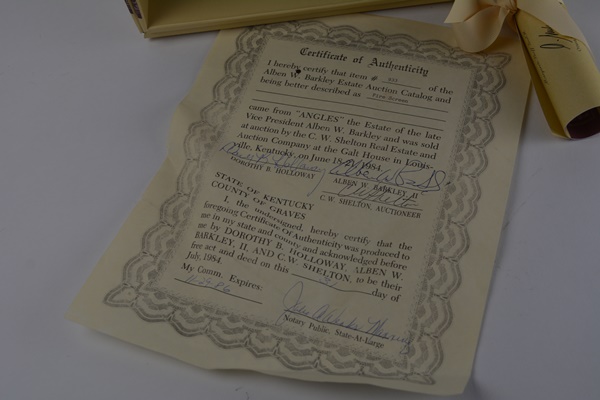 Certificate of Authenticity
I hereby certify that item # of the
Alben W. Barkley Estate Auction Catalog and
being better described as Fire Screen
came from "ANGLES" the Estate of the late
Vice President Alben W. Barkley and was sold
at auction by the C. W. Shelton Real Estate and
Auction Company at the Galt House in Louis-
ville, Kentucky, on June 1984.
DOROTHY B. HOLLOWAY
ALBEN W. BARKLEY II
C. W. SHELTON, AUCTIONEER
STATE OF KENTUCKY
COUNTY OF GRAVES
I, the undersigned, hereby certify that the
foregoing Certificate Of Authenticity was produced to
me in my state and county and acknowledged before
me by DOROTHY B. HOLLOWAY, ALBEN W.
BARKLEY, II, AND C.W. SHELTON, to be their
free act and deed on this day of
July, 1984.
My Comm. Expires:
Notary Public, State-At-Large